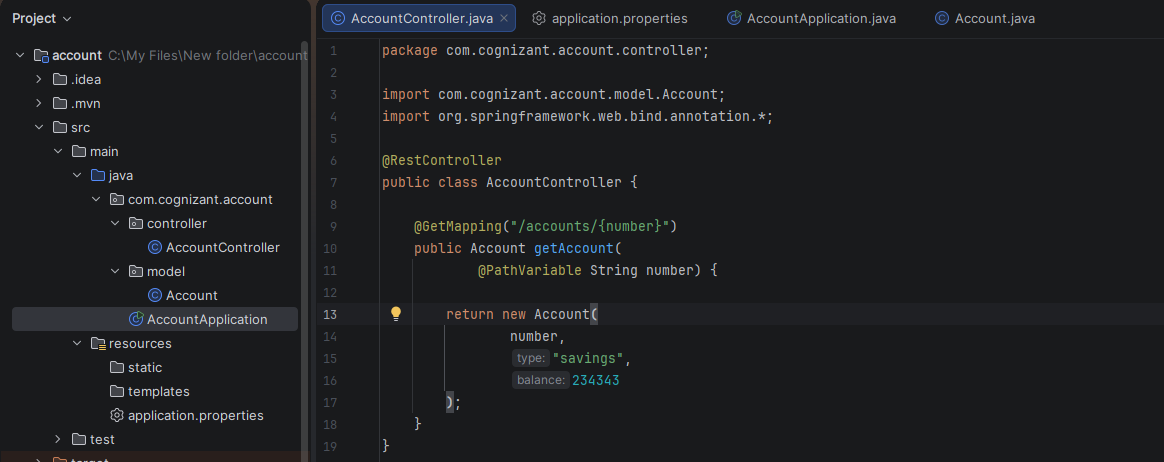 Project
account C:\My Files\New folder\account
.idea
.mvn
src
main
java
com.cognizant.account
controller
AccountController
model
Account
AccountApplication
resources
static
templates
application.properties
test
target
AccountController.java
application.properties
AccountApplication.java
Account.java
1 package com.cognizant.account.controller;
2
3 import com.cognizant.account.model.Account;
4 import org.springframework.web.bind.annotation.*;
5
6 @RestController
7 public class AccountController {
8
9 @GetMapping("/accounts/{number}")
10 public Account getAccount(
11 @PathVariable String number) {
12
13 return new Account(
14 number,
15 type: "savings",
16 balance: 234343
17 );
18 }
19 }